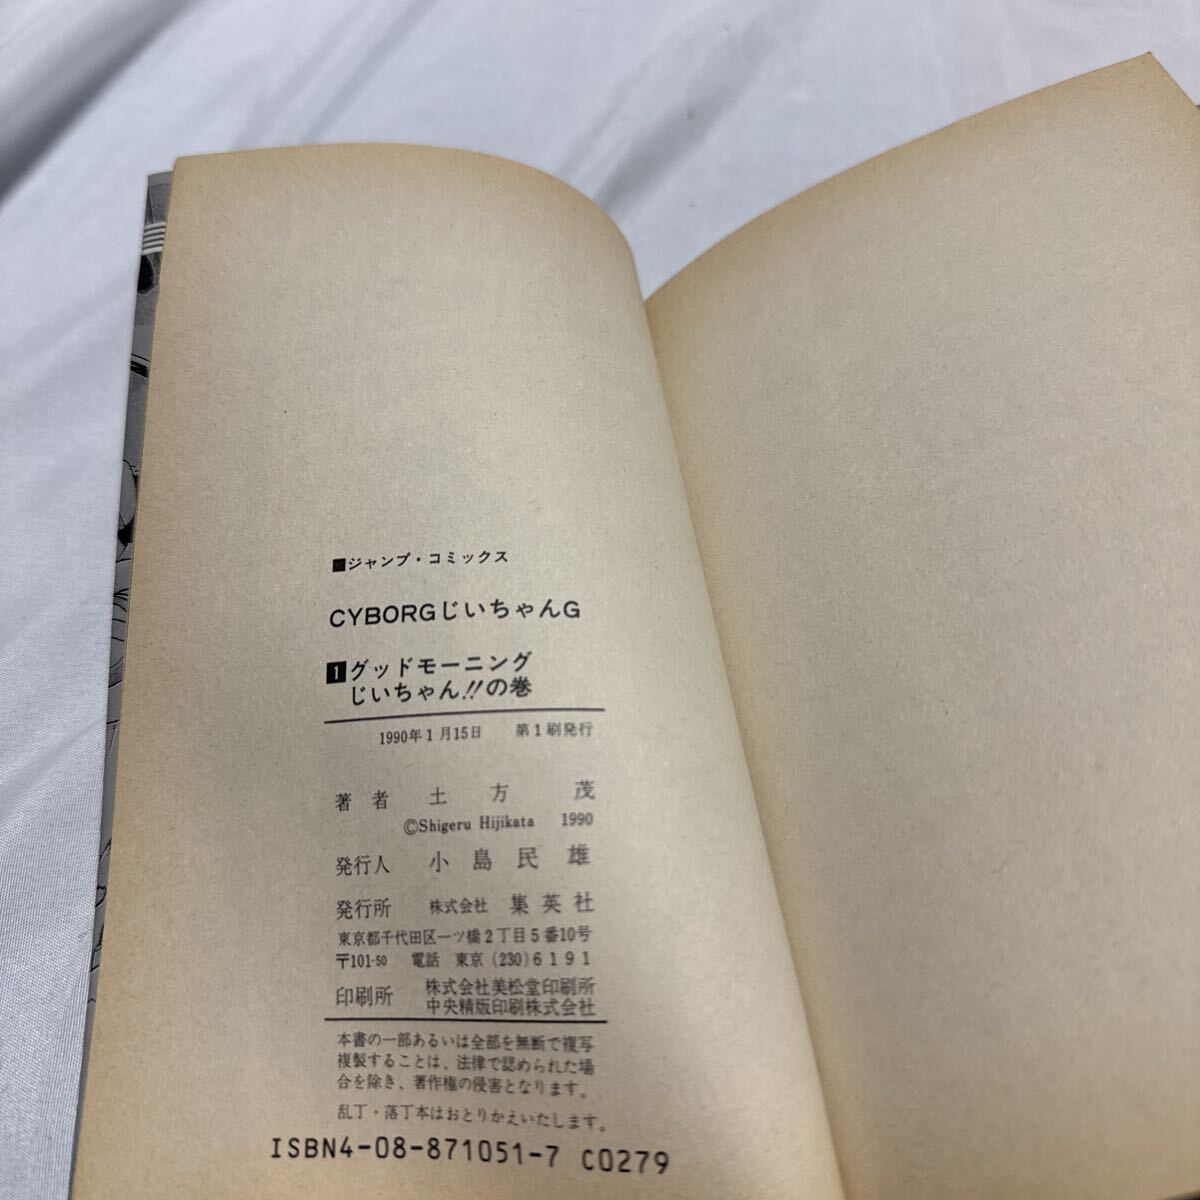 ■ジャンプ・コミックス
CYBORGじいちゃんG
1グッドモーニング
じいちゃん!!の巻
1990年1月15日 第1刷発行
著者 土方茂
©Shigeru Hijikata 1990
発行人 小島民雄
発行所 株式会社 集英社
東京都千代田区一ツ橋2丁目5番10号
〒101-50 電話 東京(230)6191
印刷所 株式会社美松堂印刷所
中央精版印刷株式会社
本書の一部あるいは全部を無断で複写
複製することは、法律で認められた場
合を除き、著作権の侵害となります。
乱丁・落丁本はおとりかえいたします。
ISBN4-08-871051-7 C0279